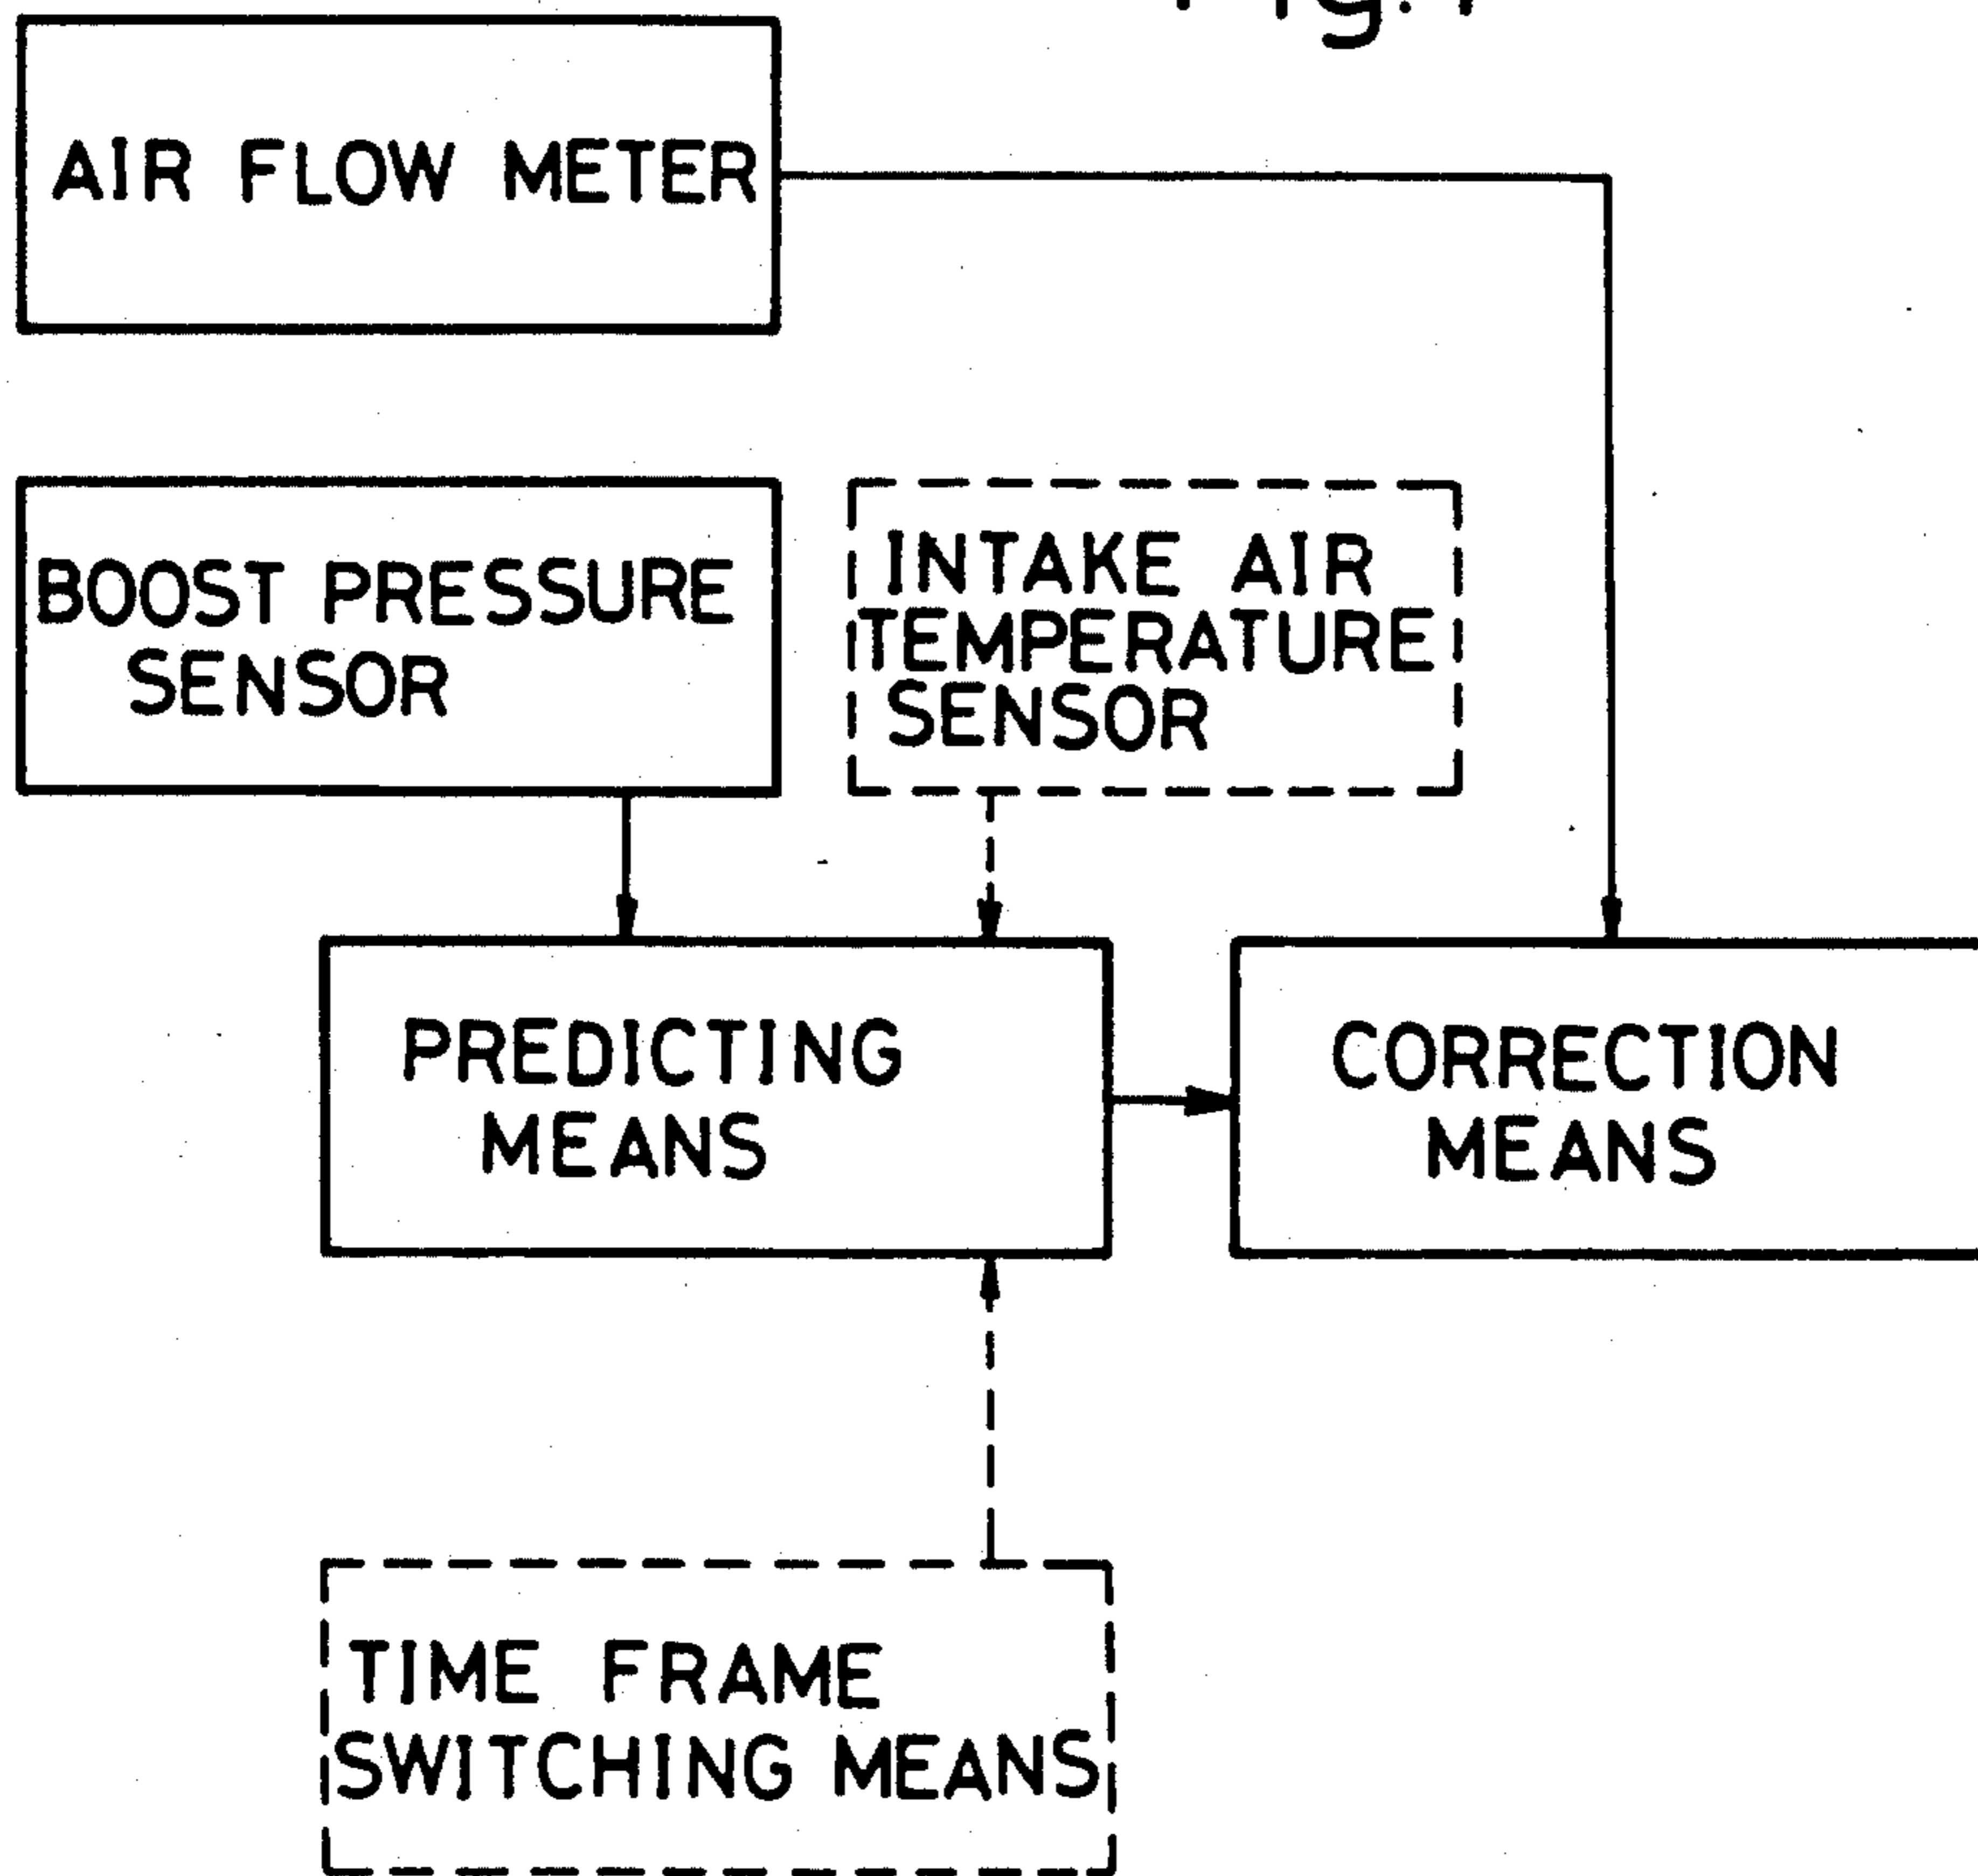 AIR FLOW METER
BOOST PRESSURE
SENSOR
INTAKE AIR
TEMPERATURE
SENSOR
PREDICTING
MEANS
CORRECTION
MEANS
TIME FRAME
SWITCHING MEANS